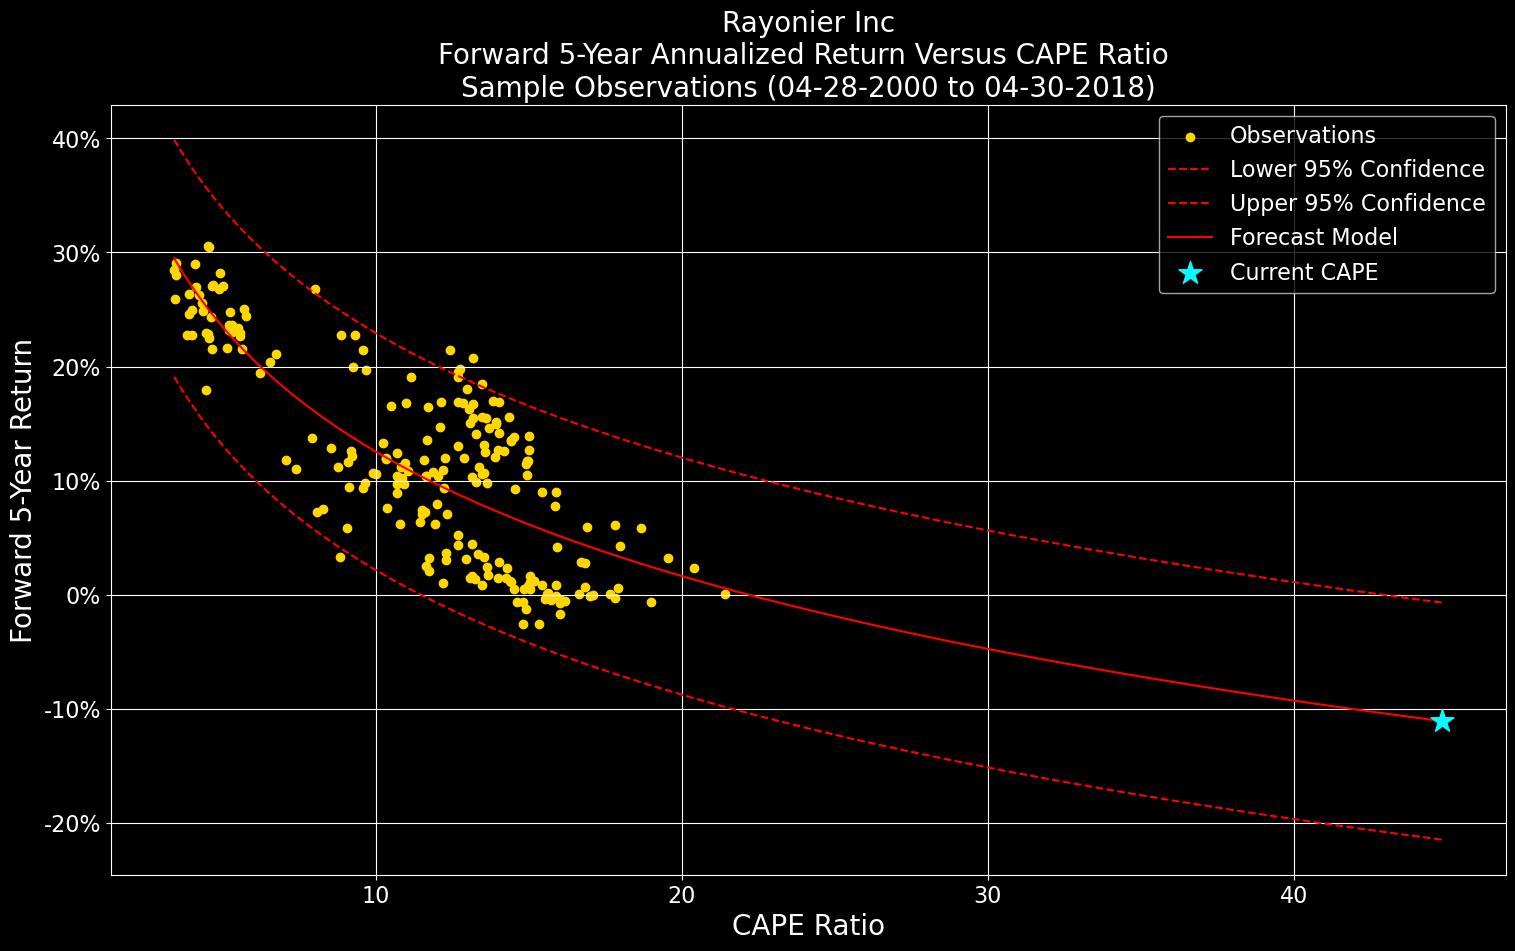 Rayonier Inc
Forward 5-Year Annualized Return Versus CAPE Ratio
Sample Observations (04-28-2000 to 04-30-2018)
Observations
Lower 95% Confidence
Upper 95% Confidence
Forecast Model
Current CAPE
Forward 5-Year Return
40%
30%
20%
10%
0%
-10%
-20%
10 20 30 40
CAPE Ratio